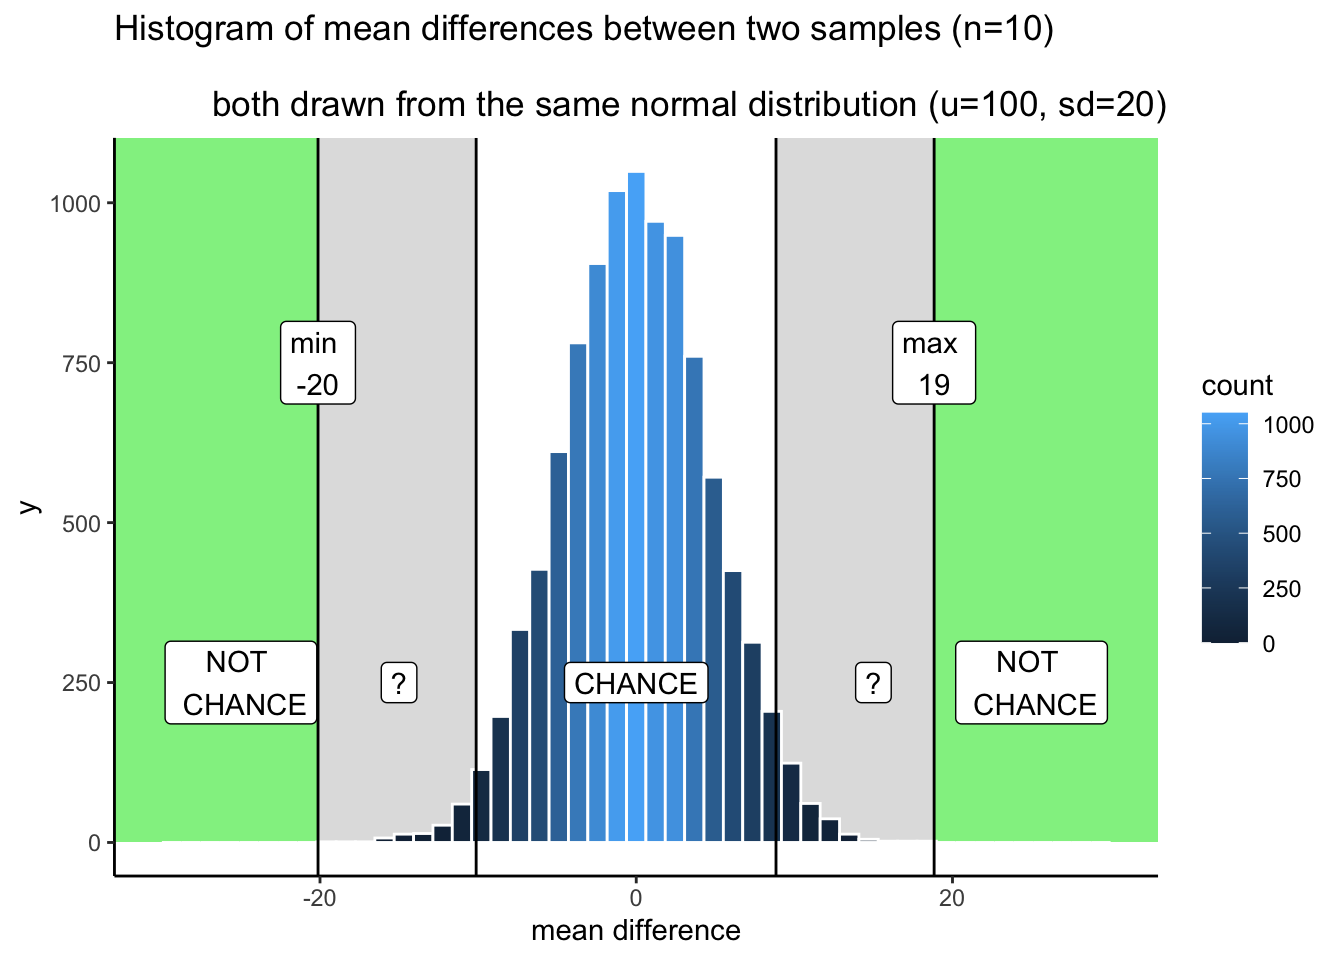 Histogram of mean differences between two samples (n=10)
both drawn from the same normal distribution (u=100, sd=20)
1000
750
500
250
0
y
min
-20
max
19
NOT
CHANCE
?
CHANCE
?
NOT
CHANCE
-20
0
20
mean difference
count
1000
750
500
250
0